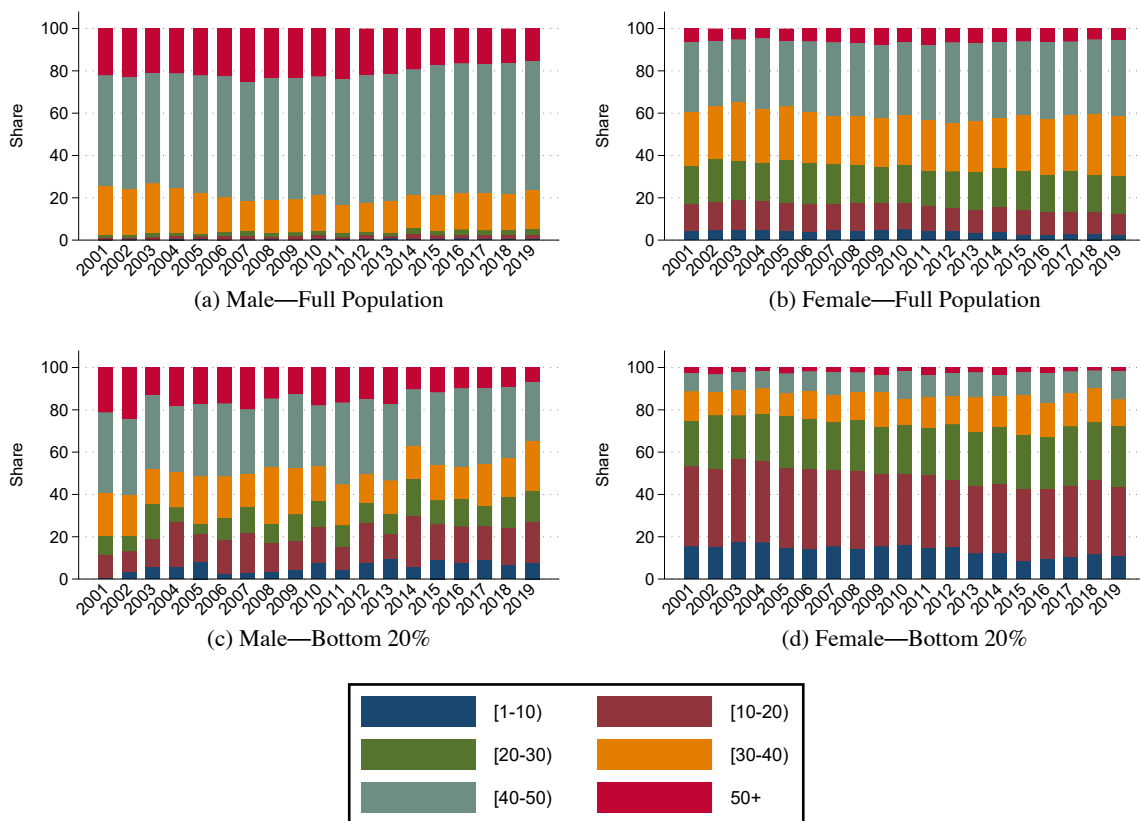 100
80
60
40
20
0
Share
2001 2002 2003 2004 2005 2006 2007 2008 2009 2010 2011 2012 2013 2014 2015 2016 2017 2018 2019
(a) Male—Full Population
100
80
60
40
20
0
Share
2001 2002 2003 2004 2005 2006 2007 2008 2009 2010 2011 2012 2013 2014 2015 2016 2017 2018 2019
(b) Female—Full Population
100
80
60
40
20
0
Share
2001 2002 2003 2004 2005 2006 2007 2008 2009 2010 2011 2012 2013 2014 2015 2016 2017 2018 2019
(c) Male—Bottom 20%
100
80
60
40
20
0
Share
2001 2002 2003 2004 2005 2006 2007 2008 2009 2010 2011 2012 2013 2014 2015 2016 2017 2018 2019
(d) Female—Bottom 20%
[1-10) [10-20)
[20-30) [30-40)
[40-50) 50+